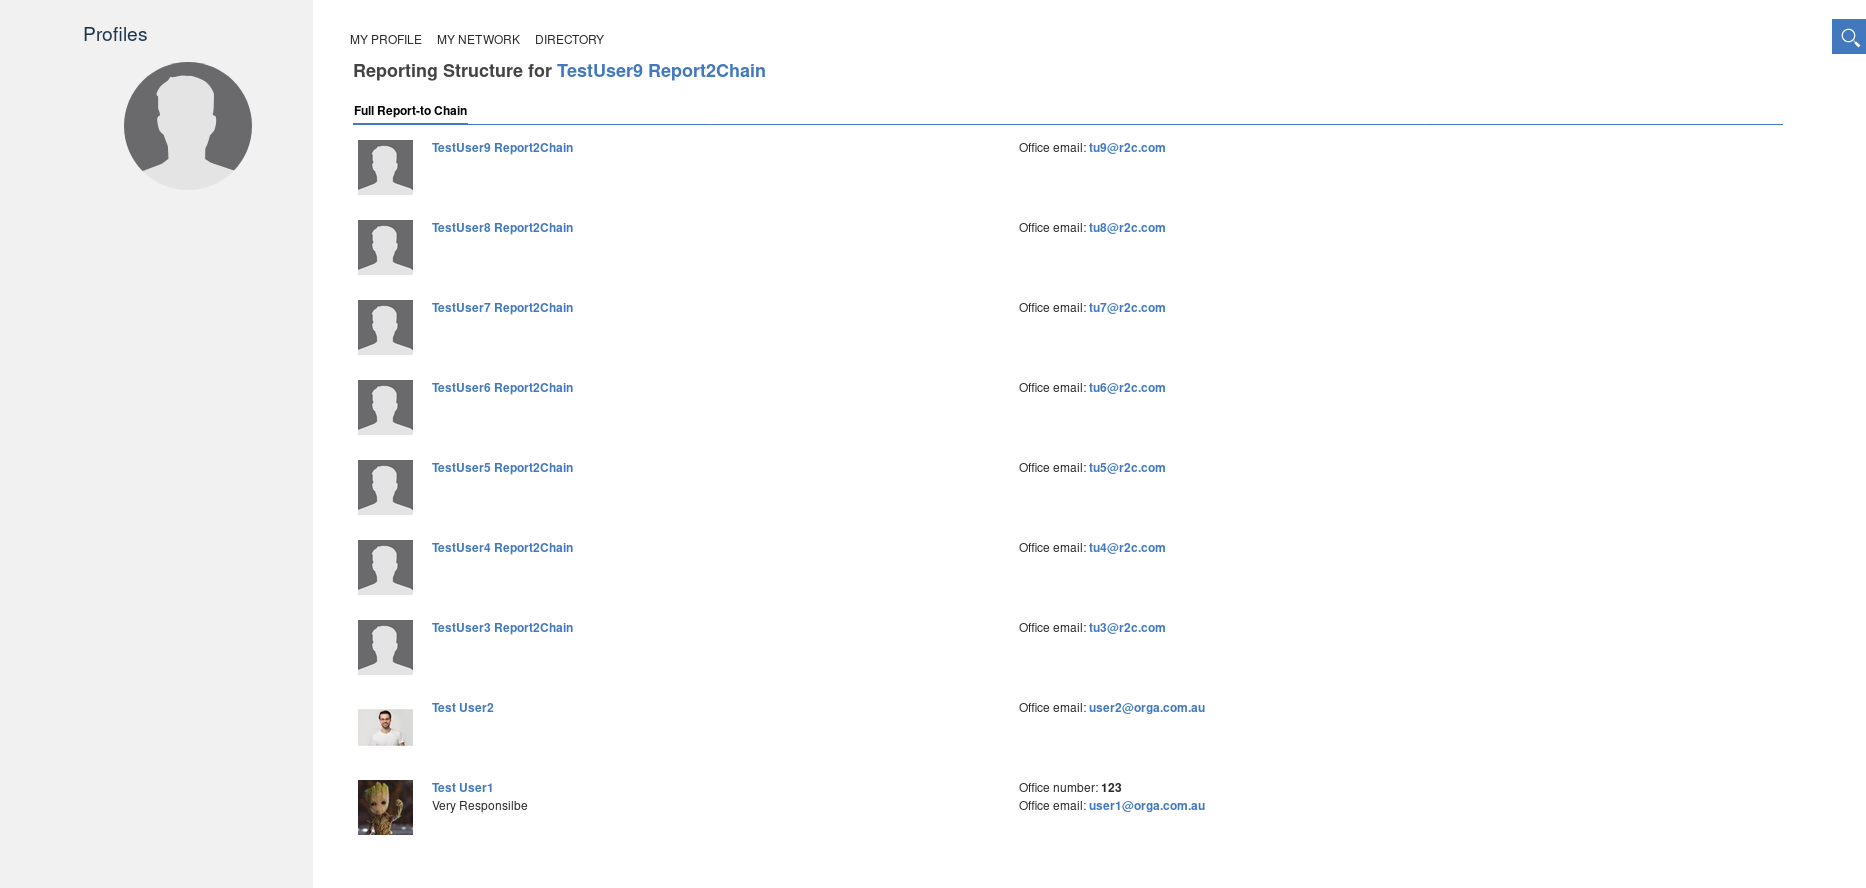 Profiles
MY PROFILE MY NETWORK DIRECTORY
Reporting Structure for TestUser9 Report2Chain
Full Report-to Chain
TestUser9 Report2Chain Office email: tu9@r2c.com
TestUser8 Report2Chain Office email: tu8@r2c.com
TestUser7 Report2Chain Office email: tu7@r2c.com
TestUser6 Report2Chain Office email: tu6@r2c.com
TestUser5 Report2Chain Office email: tu5@r2c.com
TestUser4 Report2Chain Office email: tu4@r2c.com
TestUser3 Report2Chain Office email: tu3@r2c.com
Test User2 Office email: user2@orga.com.au
Test User1 Office number: 123
Very Responsilbe Office email: user1@orga.com.au